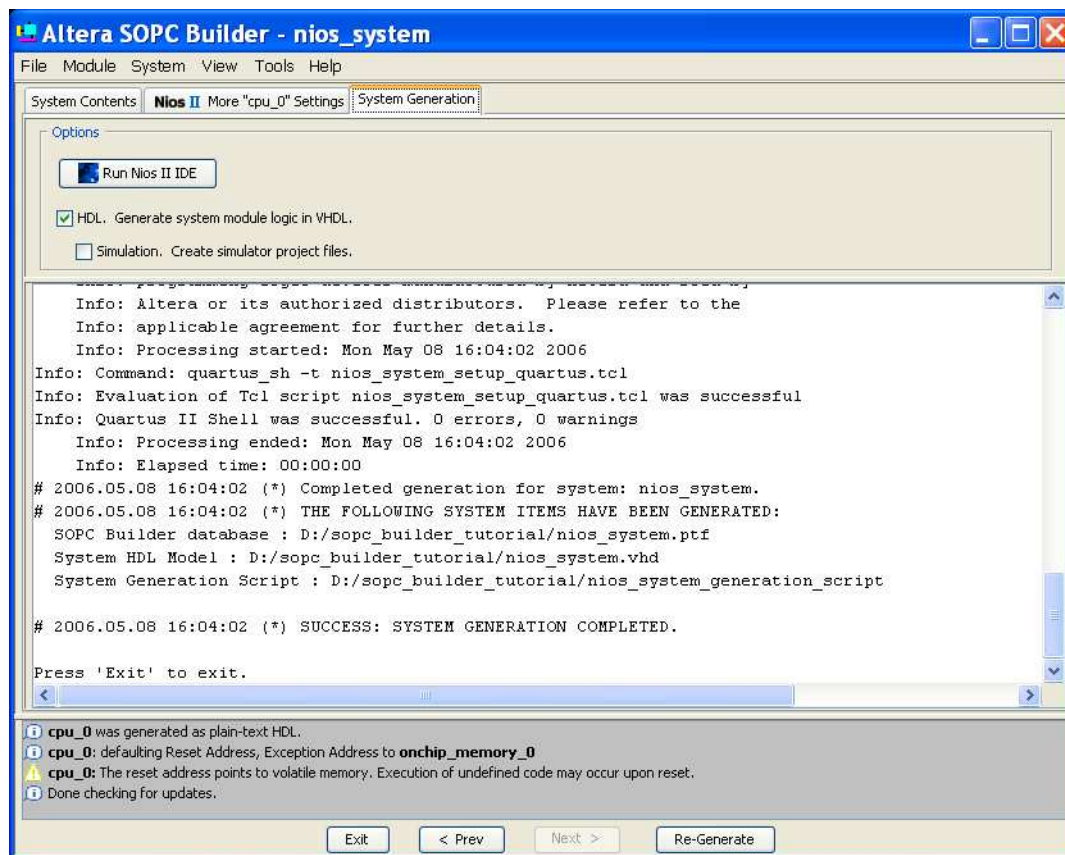 Altera SOPC Builder - nios_system
File Module System View Tools Help
System Contents Nios II More "cpu_0" Settings System Generation
Options
Run Nios II IDE
HDL. Generate system module logic in VHDL.
Simulation. Create simulator project files.
Info: Altera or its authorized distributors. Please refer to the
Info: applicable agreement for further details.
Info: Processing started: Mon May 08 16:04:02 2006
Info: Command: quartus_sh -t nios_system_setup_quartus.tcl
Info: Evaluation of Tcl script nios_system_setup_quartus.tcl was successful
Info: Quartus II Shell was successful. 0 errors, 0 warnings
Info: Processing ended: Mon May 08 16:04:02 2006
Info: Elapsed time: 00:00:00
# 2006.05.08 16:04:02 (*) Completed generation for system: nios_system.
# 2006.05.08 16:04:02 (*) THE FOLLOWING SYSTEM ITEMS HAVE BEEN GENERATED:
SOPC Builder database : D:/sopc_builder_tutorial/nios_system.ptf
System HDL Model : D:/sopc_builder_tutorial/nios_system.vhd
System Generation Script : D:/sopc_builder_tutorial/nios_system_generation_script
# 2006.05.08 16:04:02 (*) SUCCESS: SYSTEM GENERATION COMPLETED.
Press 'Exit' to exit.
cpu_0 was generated as plain-text HDL.
cpu_0: defaulting Reset Address, Exception Address to onchip_memory_0
cpu_0: The reset address points to volatile memory. Execution of undefined code may occur upon reset.
Done checking for updates.
Exit < Prev Next > Re-Generate